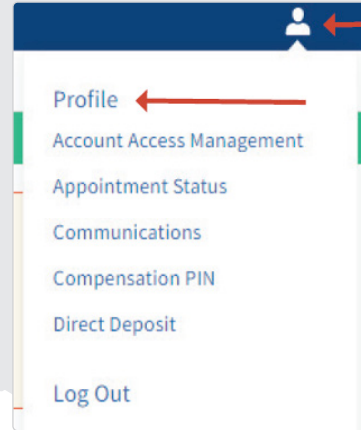 Profile
Account Access Management
Appointment Status
Communications
Compensation PIN
Direct Deposit
Log Out